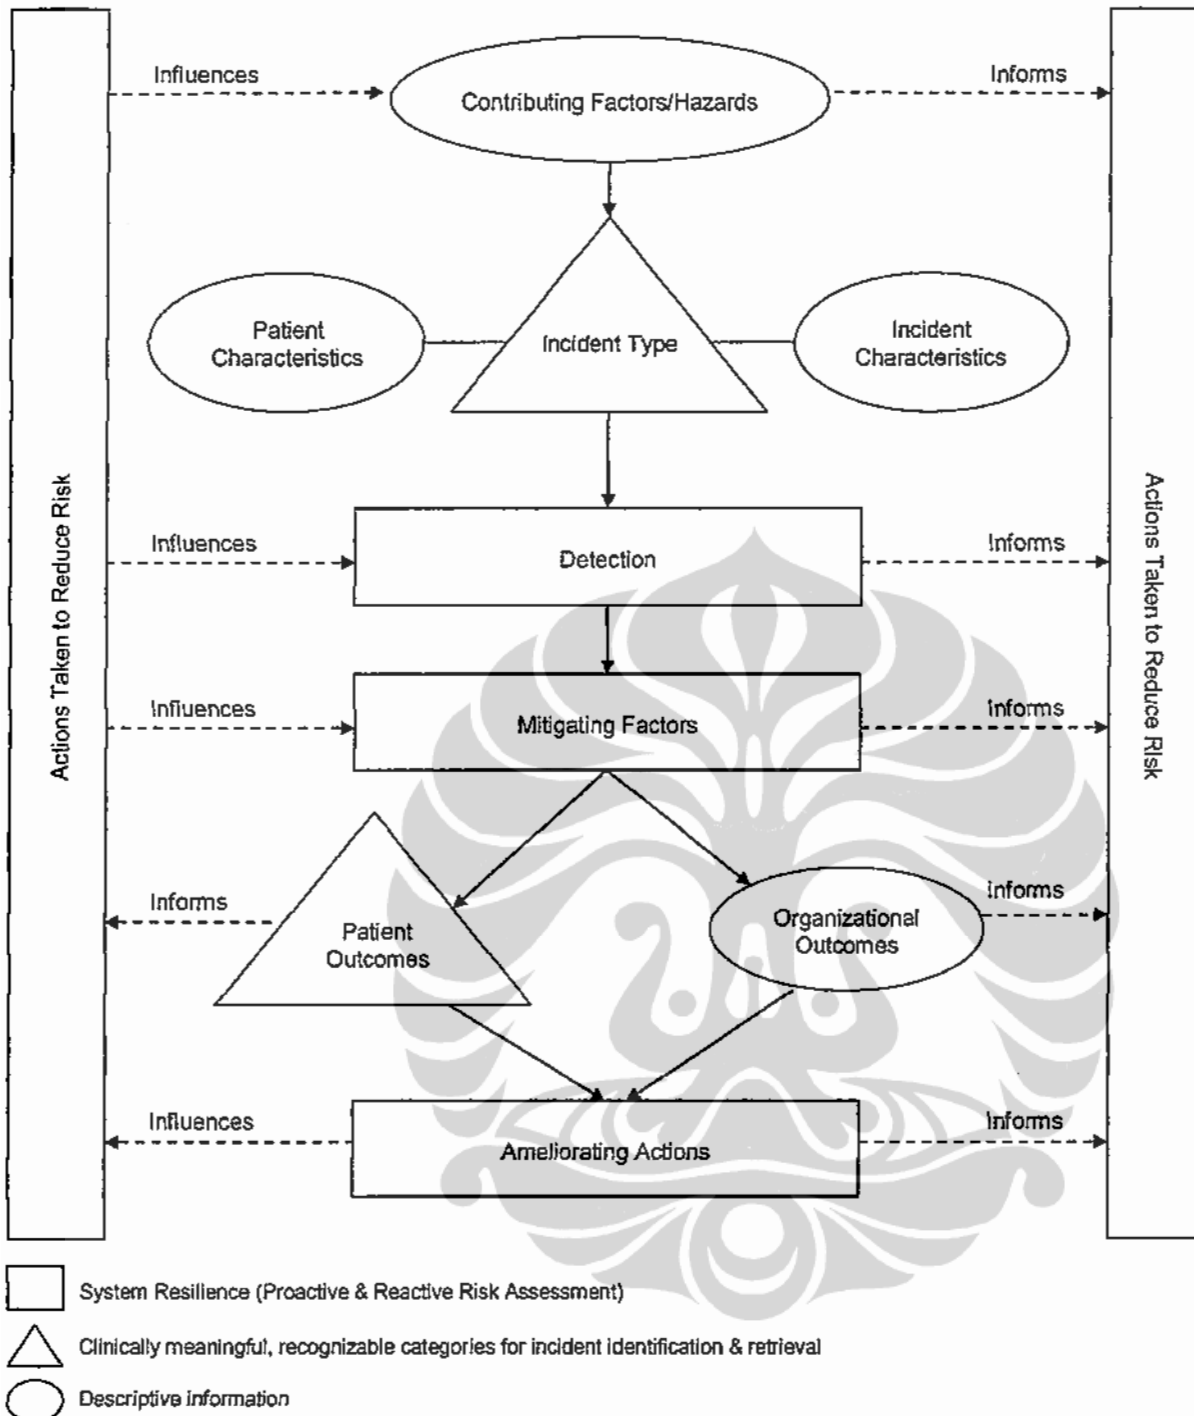 Influences
Informs
Contributing Factors/Hazards
Patient
Characteristics
Incident Type
Incident
Characteristics
Actions Taken to Reduce Risk
Actions Taken to Reduce Risk
Influences
Detection
Informs
Influences
Mitigating Factors
Informs
Informs
Patient
Outcomes
Organizational
Outcomes
Informs
Influences
Ameliorating Actions
Informs
System Resilience (Proactive & Reactive Risk Assessment)
Clinically meaningful, recognizable categories for incident identification & retrieval
Descriptive information